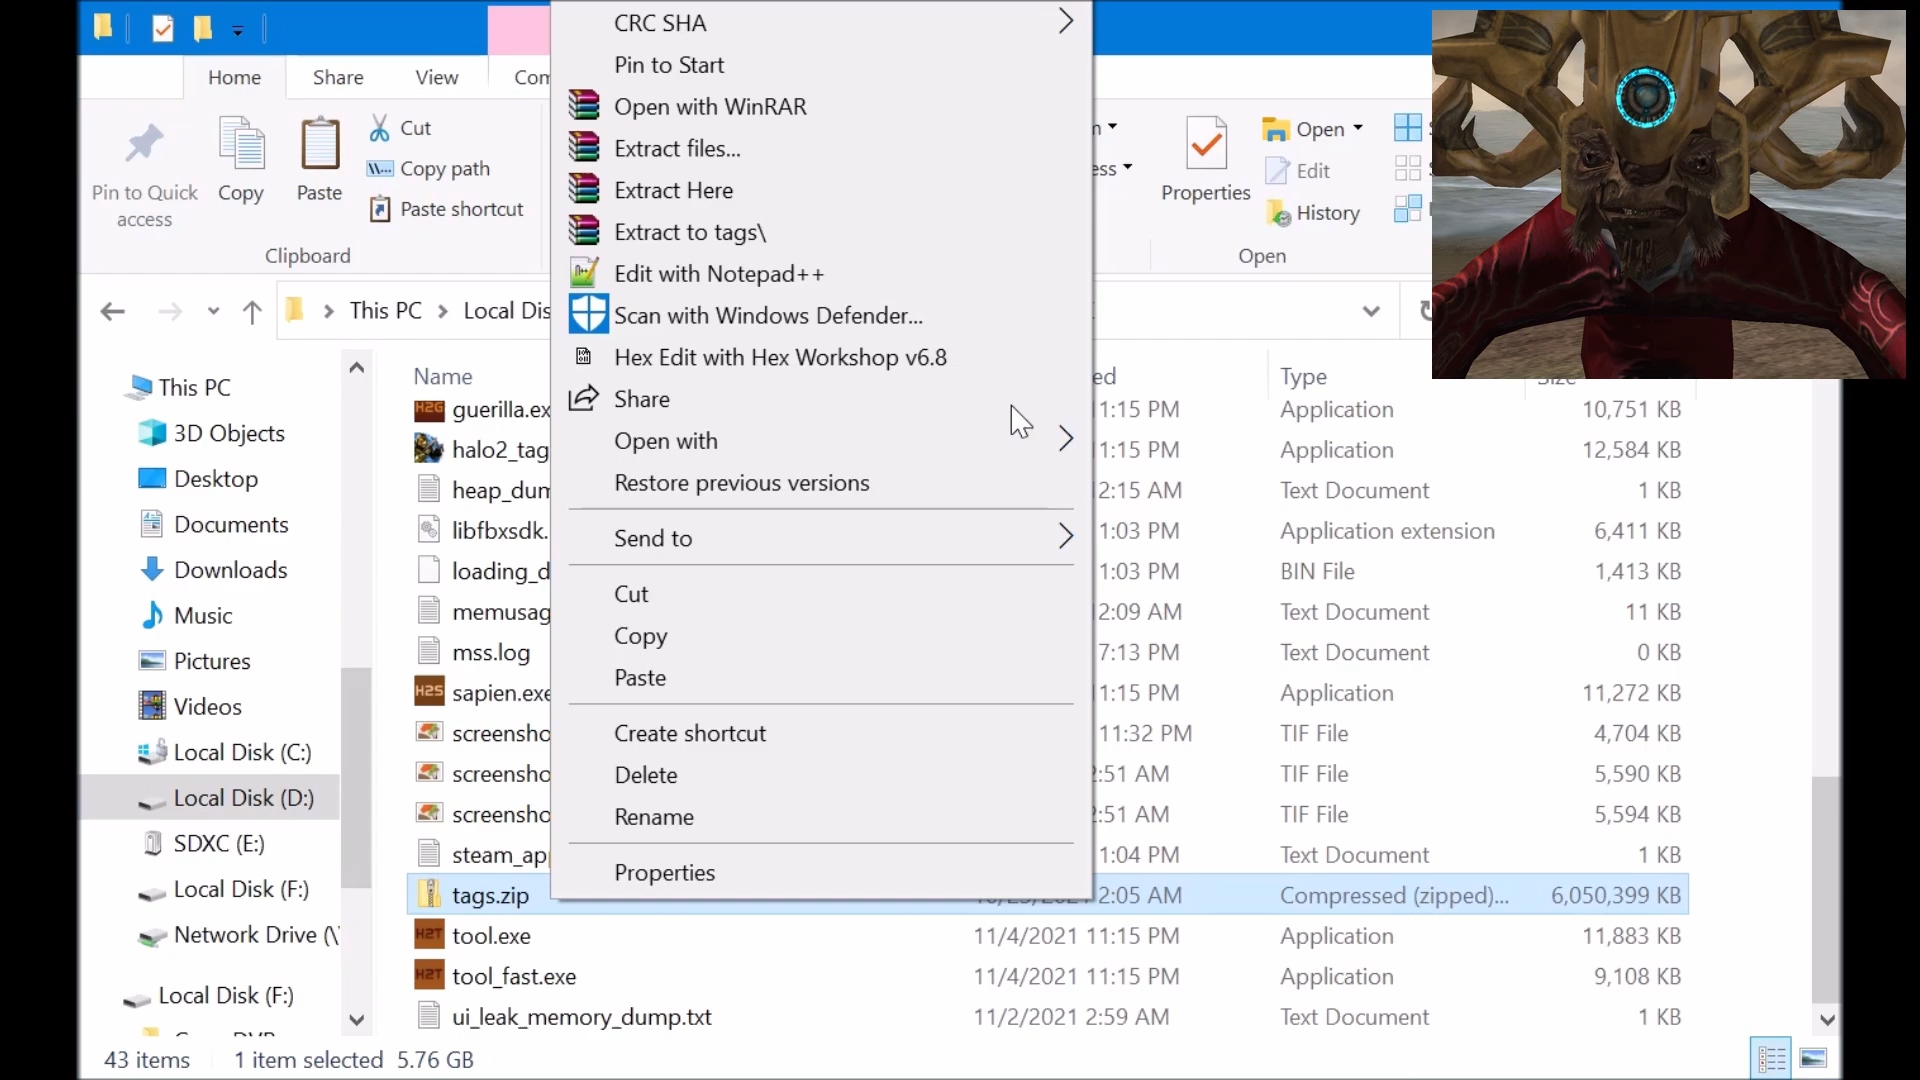 Home
Share
View
Pin to Quick access
Copy
Paste
Cut
Copy path
Paste shortcut
Clipboard
Properties
Open
Edit
History
Open
This PC
Local Dis
CRC SHA
Pin to Start
Open with WinRAR
Extract files...
Extract Here
Extract to tags\
Edit with Notepad++
Scan with Windows Defender...
Hex Edit with Hex Workshop v6.8
Share
Open with
Restore previous versions
Send to
Cut
Copy
Paste
Create shortcut
Delete
Rename
Properties
This PC
3D Objects
Desktop
Documents
Downloads
Music
Pictures
Videos
Local Disk (C:)
Local Disk (D:)
SDXC (E:)
Local Disk (F:)
Network Drive (\\
Local Disk (F:)
Name Type
guerilla.ex 1:15 PM Application 10,751 KB
halo2_tag 1:15 PM Application 12,584 KB
heap_dum 2:15 AM Text Document 1 KB
libfbxsdk. 1:03 PM Application extension 6,411 KB
loading_d 1:03 PM BIN File 1,413 KB
memusag 2:09 AM Text Document 11 KB
mss.log 7:13 PM Text Document 0 KB
sapien.exe 1:15 PM Application 11,272 KB
screensho 11:32 PM TIF File 4,704 KB
screensho 2:51 AM TIF File 5,590 KB
screensho 2:51 AM TIF File 5,594 KB
steam_app 1:04 PM Text Document 1 KB
tags.zip 2:05 AM Compressed (zipped)... 6,050,399 KB
tool.exe 11/4/2021 11:15 PM Application 11,883 KB
tool_fast.exe 11/4/2021 11:15 PM Application 9,108 KB
ui_leak_memory_dump.txt 11/2/2021 2:59 AM Text Document 1 KB
43 items 1 item selected 5.76 GB